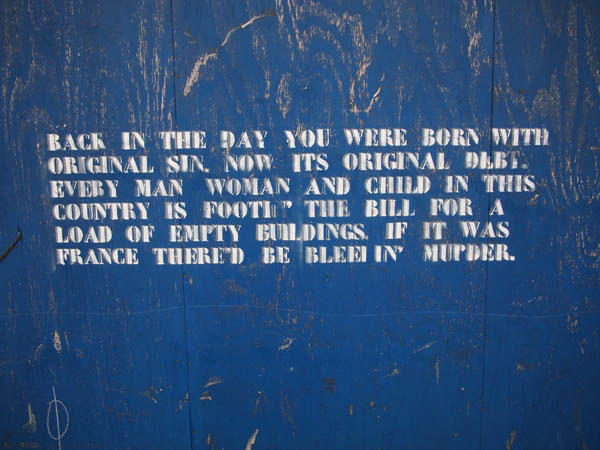 BACK IN THE DAY YOU WERE BORN WITH
ORIGINAL SIN. NOW ITS ORIGINAL DEBT.
EVERY MAN WOMAN AND CHILD IN THIS
COUNTRY IS FOOTIN' THE BILL FOR A
LOAD OF EMPTY BUILDINGS. IF IT WAS
FRANCE THERE'D BE BLEEDIN' MURDER.